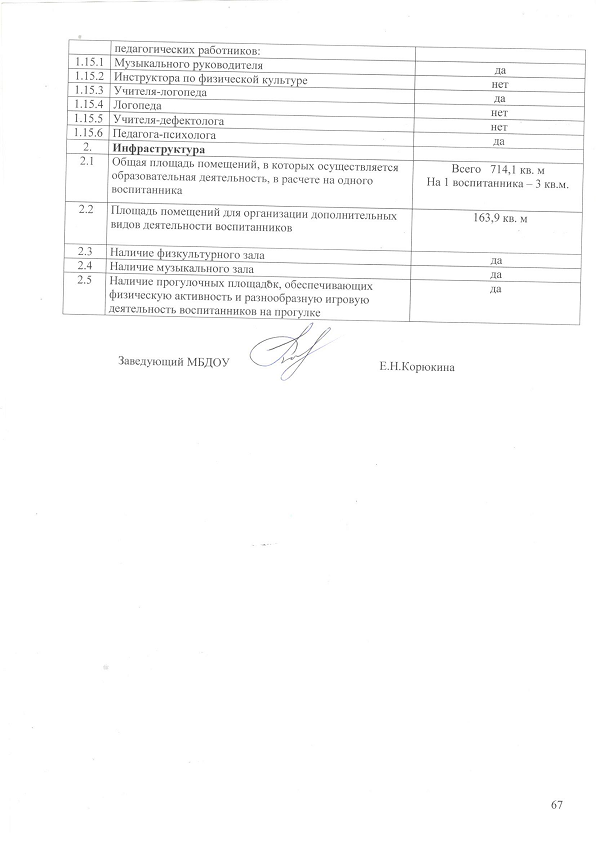 педагогических работников:
1.15.1 Музыкального руководителя да
1.15.2 Инструктора по физической культуре нет
1.15.3 Учителя-логопеда да
1.15.4 Логопеда нет
1.15.5 Учителя-дефектолога нет
1.15.6 Педагога-психолога да
2. Инфраструктура
2.1 Общая площадь помещений, в которых осуществляется Всего 714,1 кв. м
образовательная деятельность, в расчете на одного На 1 воспитанника – 3 кв.м.
воспитанника
2.2 Площадь помещений для организации дополнительных 163,9 кв. м
видов деятельности воспитанников
2.3 Наличие физкультурного зала да
2.4 Наличие музыкального зала да
2.5 Наличие прогулочных площадок, обеспечивающих да
физическую активность и разнообразную игровую
деятельность воспитанников на прогулке
Заведующий МБДОУ Е.Н.Корюкина
67